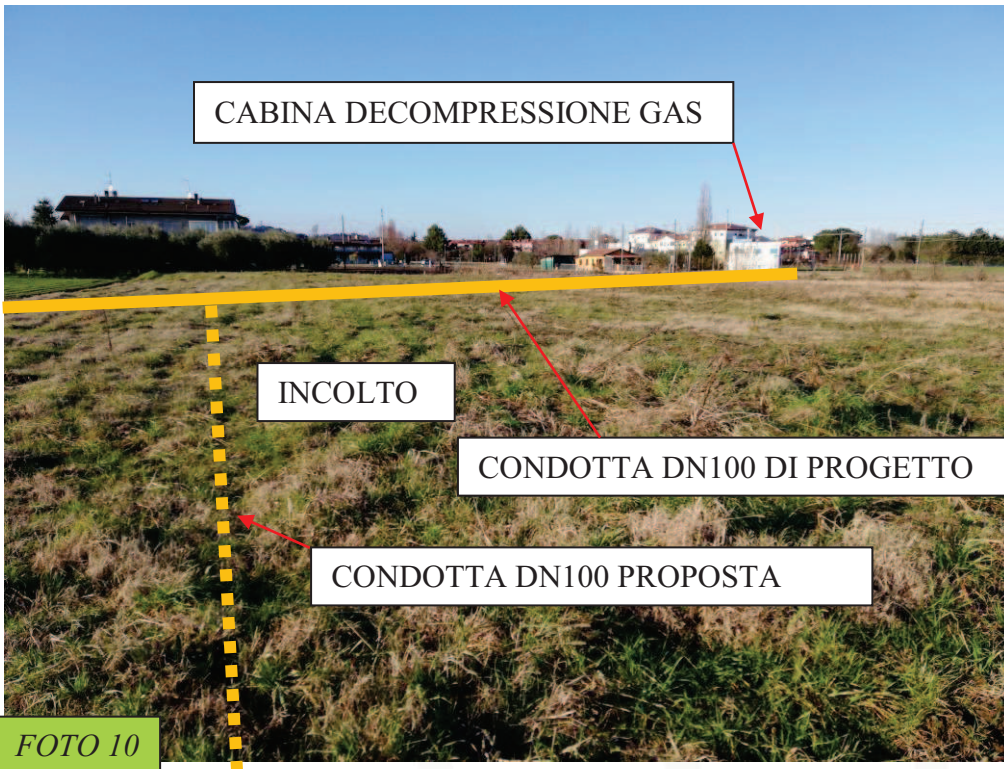 CABINA DECOMPRESSIONE GAS
INCOLTO
CONDOTTA DN100 DI PROGETTO
CONDOTTA DN100 PROPOSTA
FOTO 10